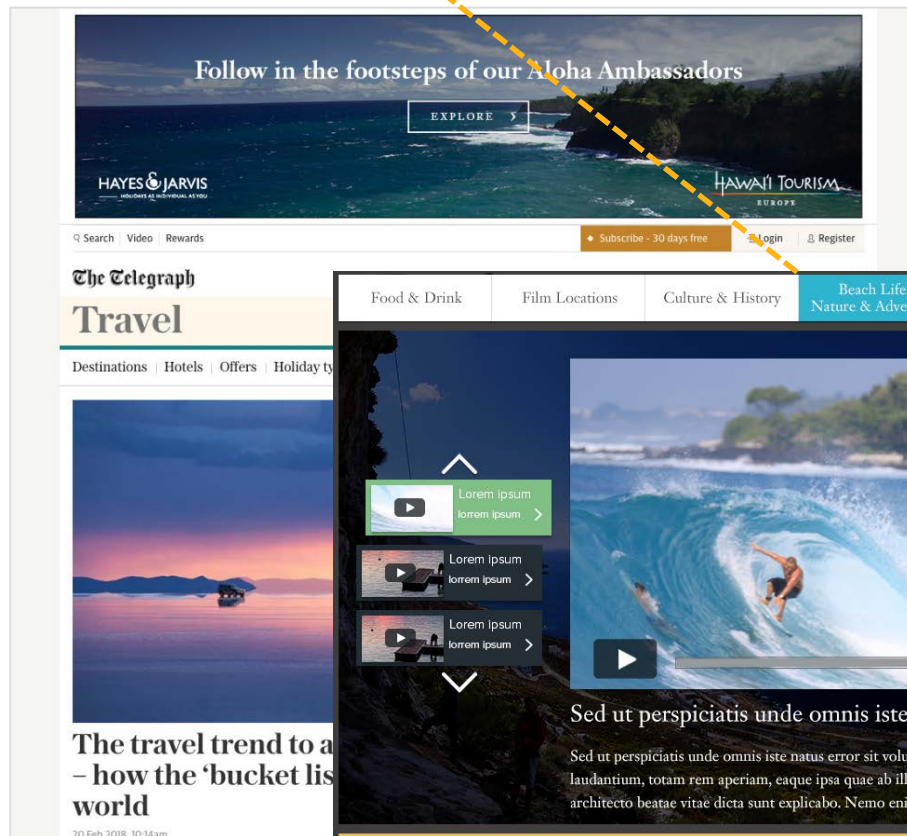 Follow in the footsteps of our Aloha Ambassadors
EXPLORE
HAYES & JARVIS
HOLIDAYS AS INDIVIDUAL AS YOU
HAWAI'I TOURISM
EUROPE
Search Video Rewards
Subscribe - 30 days free
Login
Register
The Telegraph
Travel
Destinations Hotels Offers Holiday ty
Food & Drink
Film Locations
Culture & History
Beach Life
Nature & Adve
Lorem ipsum
lorrem ipsum
Lorem ipsum
lorrem ipsum
Lorem ipsum
lorrem ipsum
Sed ut perspiciatis unde omnis iste
Sed ut perspiciatis unde omnis iste natus error sit volu
laudantium, totam rem aperiam, eaque ipsa quae ab ill
architecto beatae vitae dicta sunt explicabo. Nemo eni
The travel trend to a
– how the ‘bucket lis
world
20 Feb 2018, 10:14am